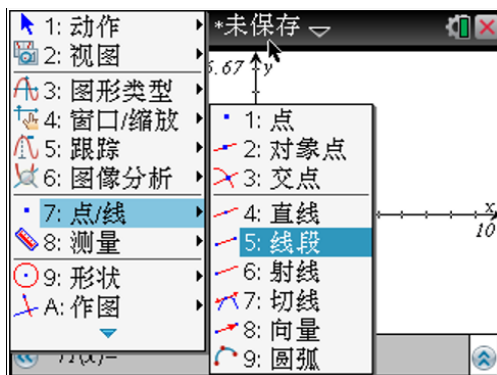 1: 动作
2: 视图
3: 图形类型
4: 窗口/缩放
5: 跟踪
6: 图像分析
7: 点/线
8: 测量
9: 形状
A: 作图
*未保存
6.67 y
1: 点
2: 对象点
3: 交点
4: 直线
5: 线段
6: 射线
7: 切线
8: 向量
9: 圆弧
x
10